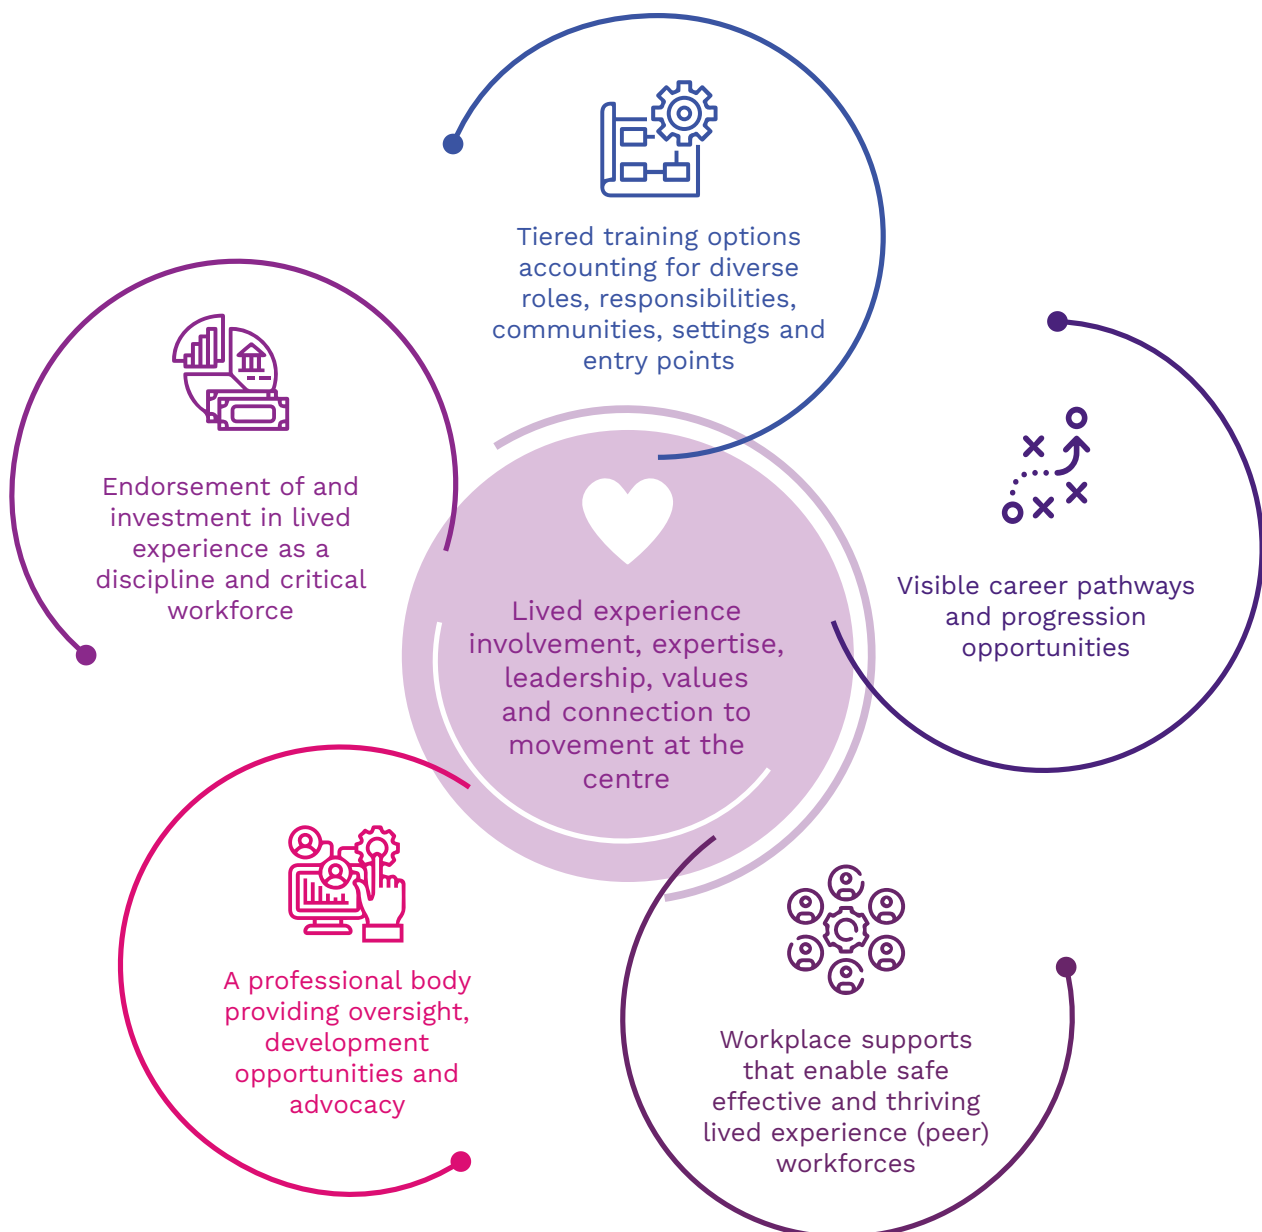 Tiered training options
accounting for diverse
roles, responsibilities,
communities, settings and
entry points
Endorsement of and
investment in lived
experience as a
discipline and critical
workforce
Visible career pathways
and progression
opportunities
Lived experience
involvement, expertise,
leadership, values
and connection to
movement at the
centre
A professional body
providing oversight,
development
opportunities and
advocacy
Workplace supports
that enable safe
effective and thriving
lived experience (peer)
workforces